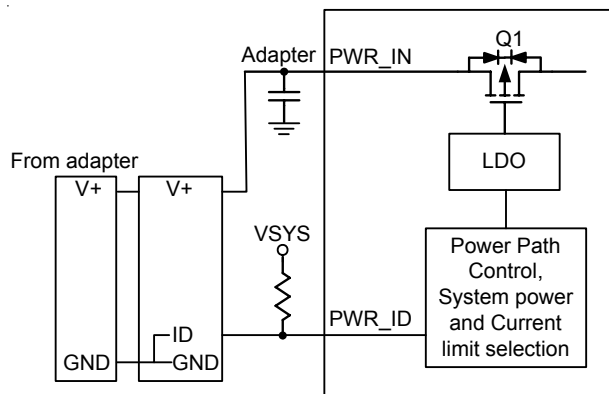 Q1
Adapter
PWR_IN
LDO
From adapter
V+
V+
VSYS
Power Path
Control,
System power
and Current
limit selection
PWR_ID
ID
GND
GND